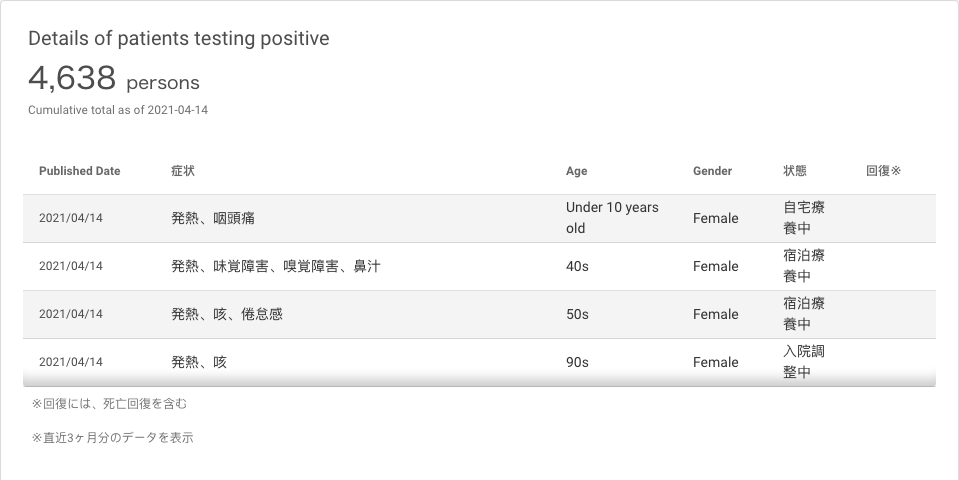 Details of patients testing positive
4,638 persons
Cumulative total as of 2021-04-14
Published Date 症状 Age Gender 状態 回復※
2021/04/14 発熱、咽頭痛 Under 10 years old Female 自宅療養中
2021/04/14 発熱、味覚障害、嗅覚障害、鼻汁 40s Female 宿泊療養中
2021/04/14 発熱、咳、倦怠感 50s Female 宿泊療養中
2021/04/14 発熱、咳 90s Female 入院調整中
※回復には、死亡回復を含む
※直近3ヶ月分のデータを表示